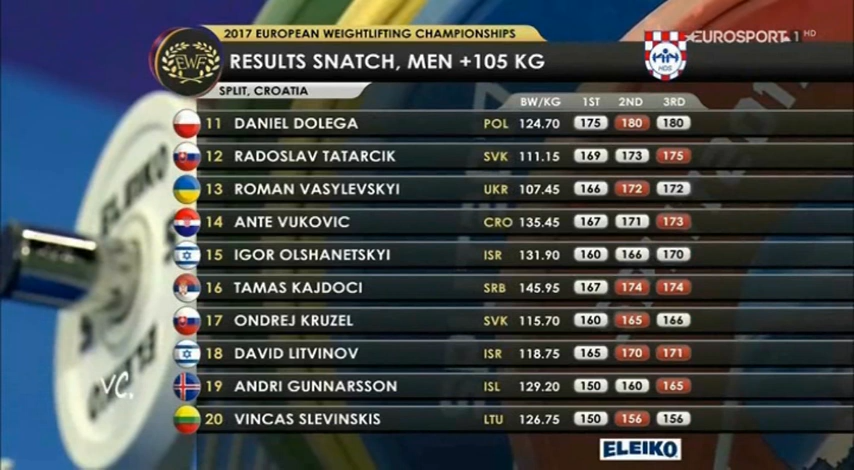 2017 EUROPEAN WEIGHTLIFTING CHAMPIONSHIPS
EWF
RESULTS SNATCH, MEN +105 KG
HDS
EUROSPORT 1 HD
SPLIT, CROATIA
BW/KG 1ST 2ND 3RD
11 DANIEL DOLEGA POL 124.70 175 180 180
12 RADOSLAV TATARCIK SVK 111.15 169 173 175
13 ROMAN VASYLEVSKYI UKR 107.45 166 172 172
14 ANTE VUKOVIC CRO 135.45 167 171 173
15 IGOR OLSHANETSKYI ISR 131.90 160 166 170
16 TAMAS KAJDOCI SRB 145.95 167 174 174
17 ONDREJ KRUZEL SVK 115.70 160 165 166
18 DAVID LITVINOV ISR 118.75 165 170 171
19 ANDRI GUNNARSSON ISL 129.20 150 160 165
20 VINCAS SLEVINSKIS LTU 126.75 150 156 156
ELEIKO
ELEIKO
VC.